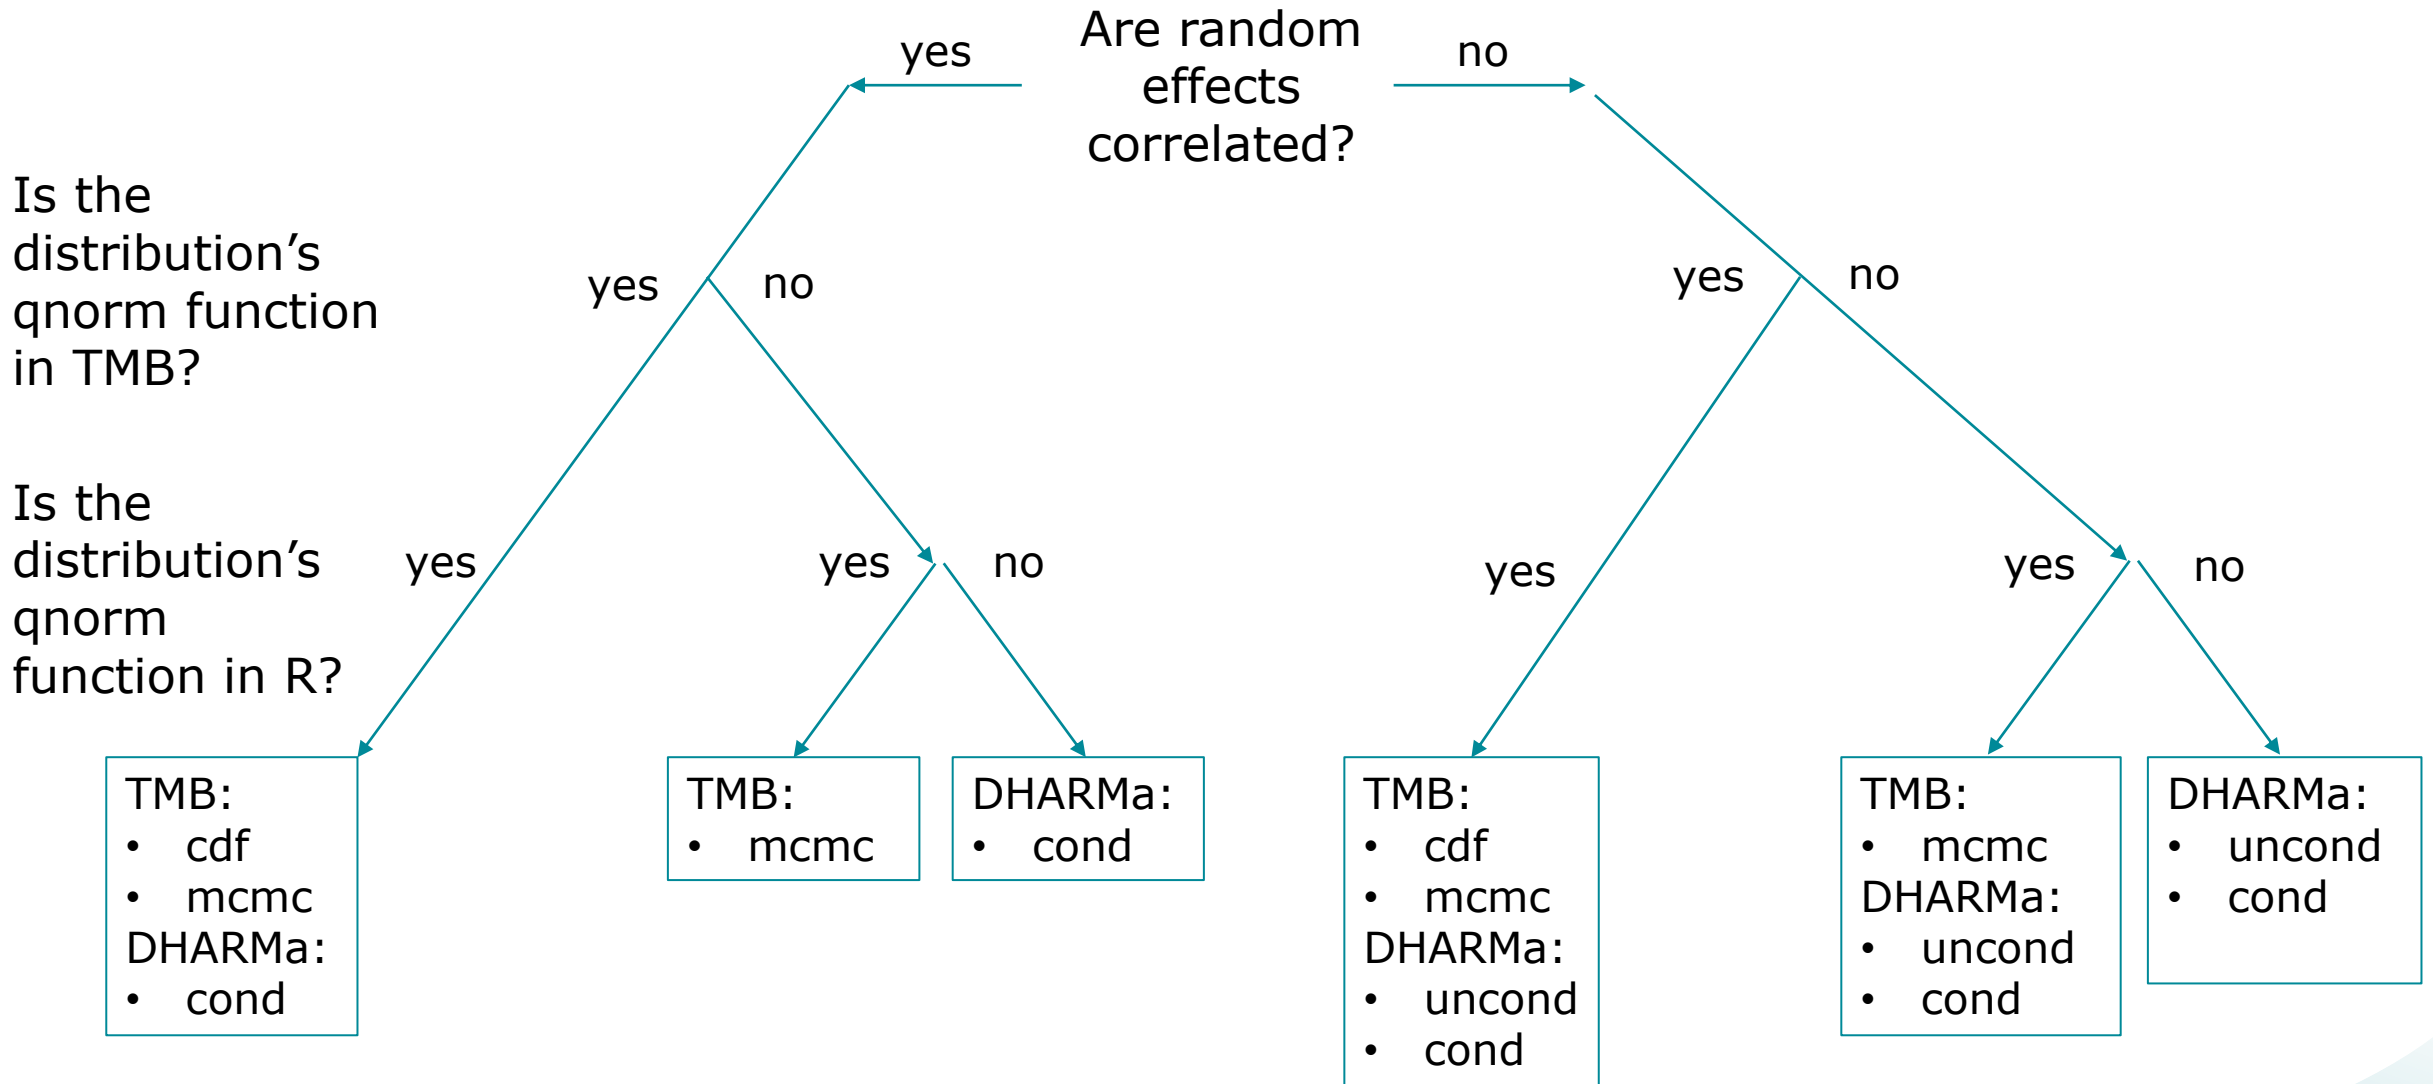 Are random
effects
correlated?
yes
no
Is the
distribution’s
qnorm function
in TMB?
yes
no
yes
no
Is the
distribution’s
qnorm
function in R?
yes
yes
no
yes
yes
no
TMB:
• cdf
• mcmc
DHARMa:
• cond
TMB:
• mcmc
DHARMa:
• cond
TMB:
• cdf
• mcmc
DHARMa:
• uncond
• cond
TMB:
• mcmc
DHARMa:
• uncond
• cond
DHARMa:
• uncond
• cond